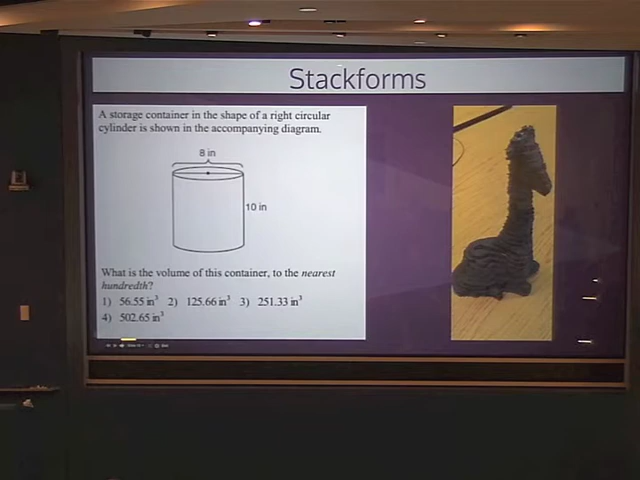 Stackforms
A storage container in the shape of a right circular
cylinder is shown in the accompanying diagram.
8 in
10 in
What is the volume of this container, to the nearest
hundredth?
1) 56.55 in³ 2) 125.66 in³ 3) 251.33 in³
4) 502.65 in³